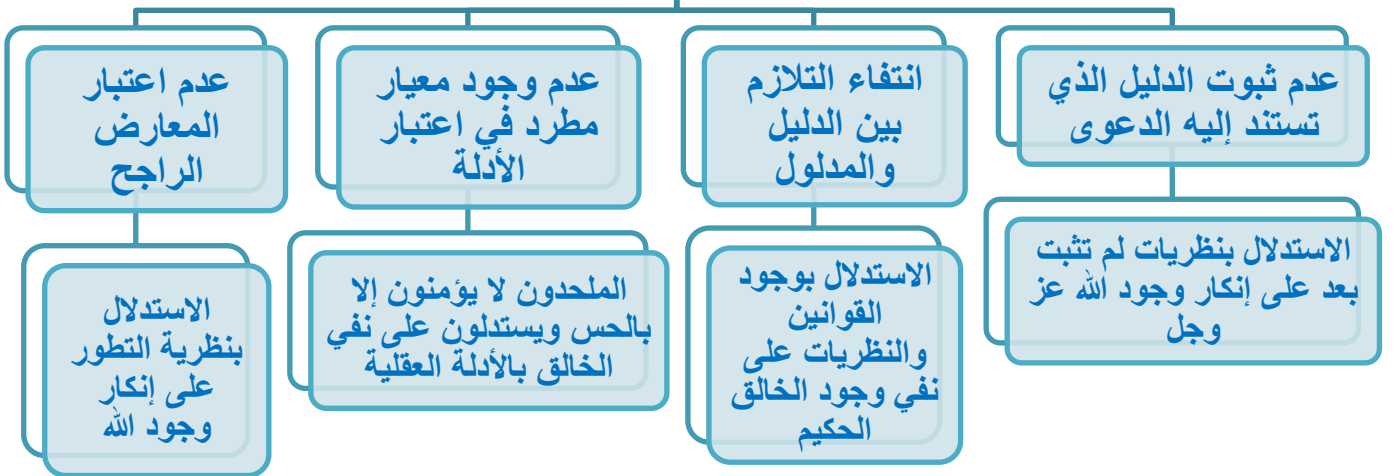 عدم ثبوت الدليل الذي
تستند إليه الدعوى
الاستدلال بنظريات لم تثبت
بعد على إنكار وجود الله عز
وجل
انتفاء التلازم
بين الدليل
والمدلول
الاستدلال بوجود
القوانين
والنظريات على
نفي وجود الخالق
الحكيم
عدم وجود معيار
مطرد في اعتبار
الأدلة
الملحدون لا يؤمنون إلا
بالحس ويستدلون على نفي
الخالق بالأدلة العقلية
عدم اعتبار
المعارض
الراجح
الاستدلال
بنظرية التطور
على إنكار
وجود الله